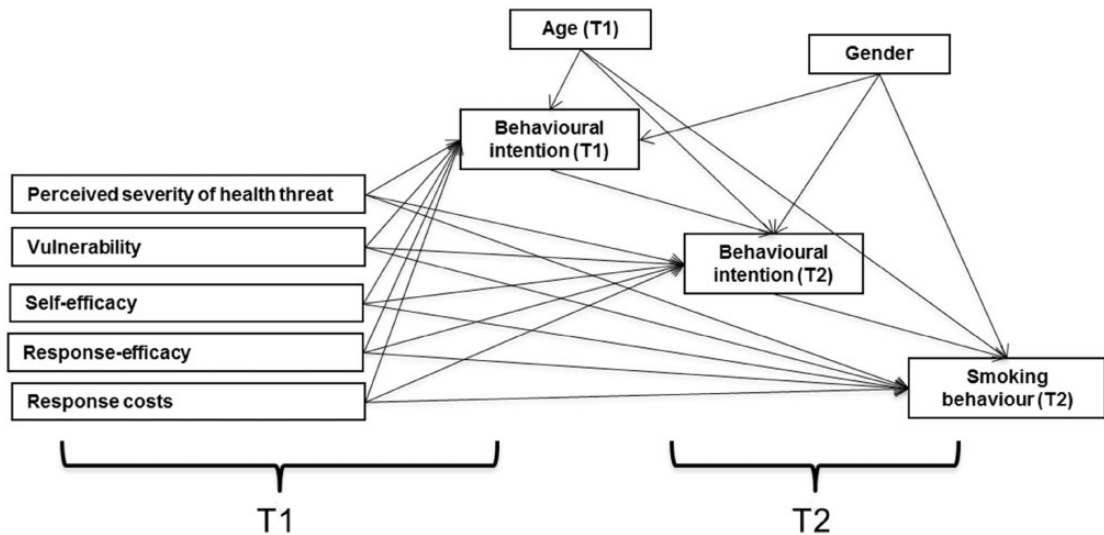 Age (T1)
Gender
Behavioural
intention (T1)
Perceived severity of health threat
Vulnerability
Behavioural
intention (T2)
Self-efficacy
Response-efficacy
Response costs
Smoking
behaviour (T2)
T1
T2